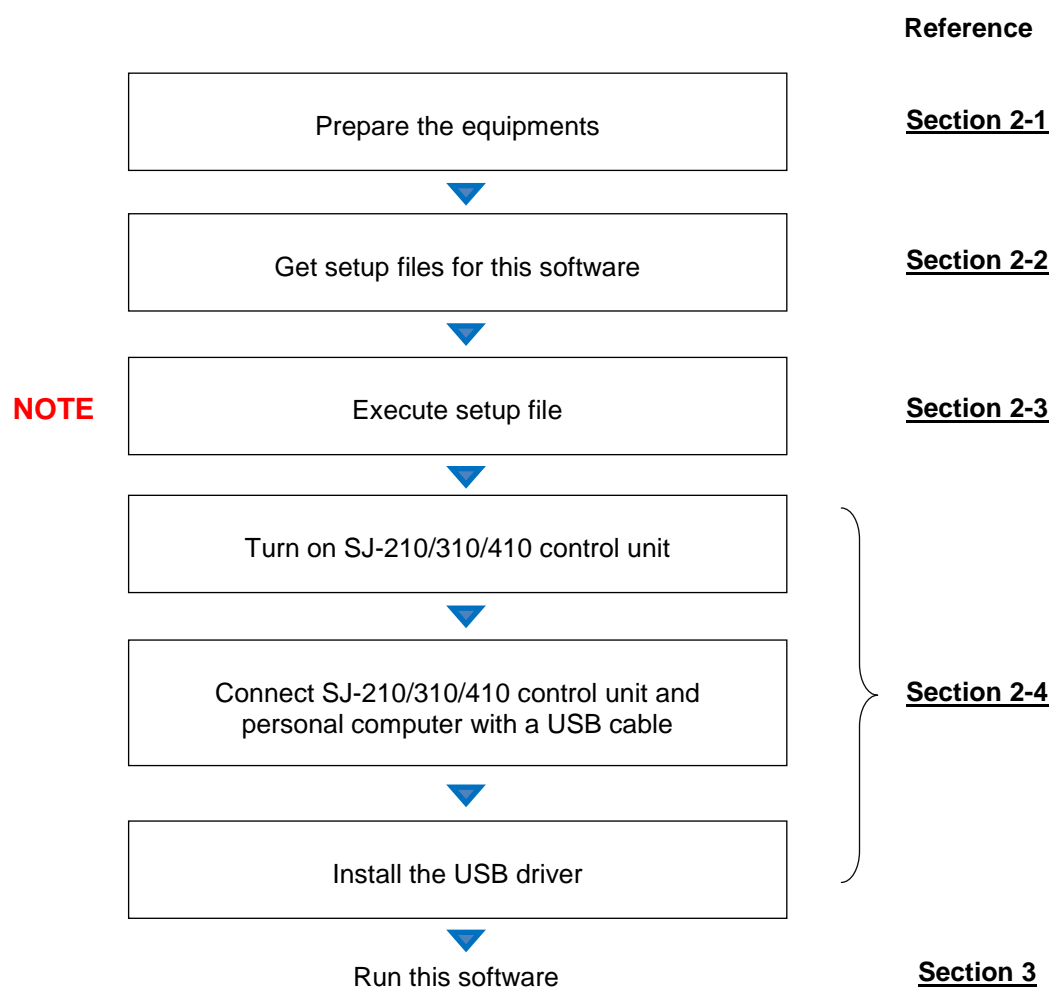 Reference
Prepare the equipments
Section 2-1
Get setup files for this software
Section 2-2
NOTE
Execute setup file
Section 2-3
Turn on SJ-210/310/410 control unit
Connect SJ-210/310/410 control unit and
personal computer with a USB cable
Section 2-4
Install the USB driver
Run this software
Section 3